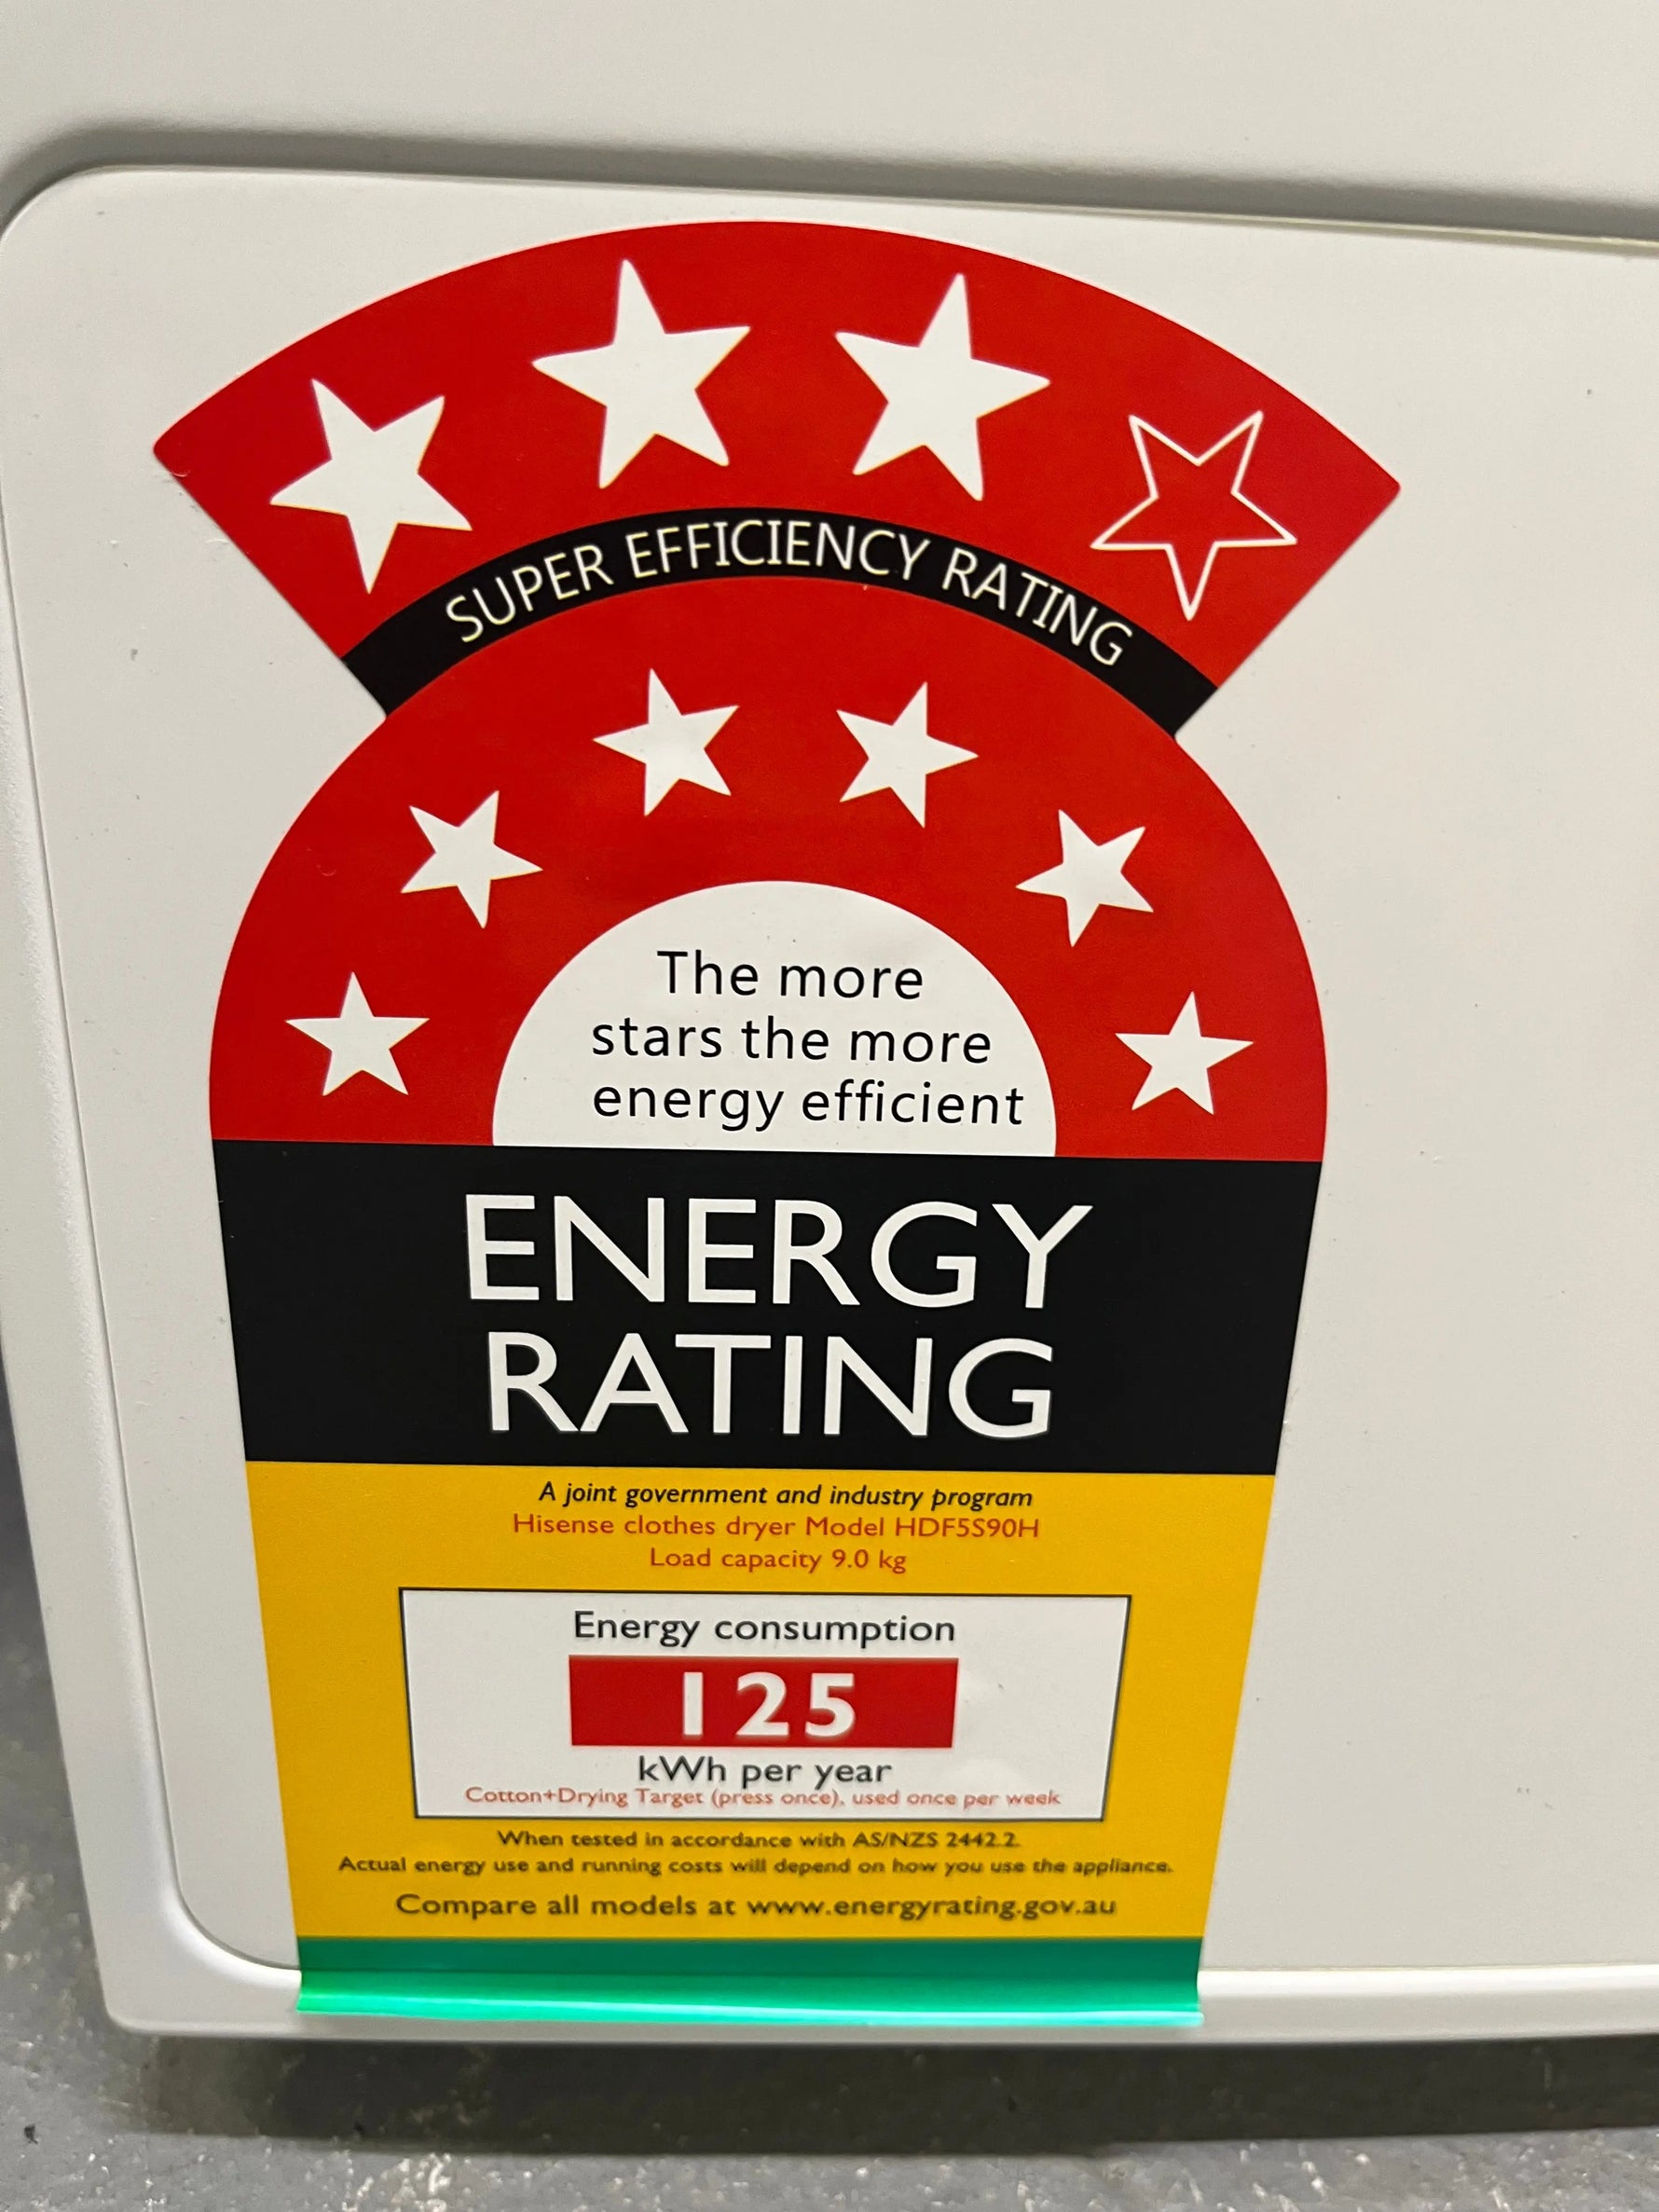 SUPER EFFICIENCY RATING
The more
stars the more
energy efficient
ENERGY
RATING
A joint government and industry program
Hisense clothes dryer Model HDF5S90H
Load capacity 9.0 kg
Energy consumption
125
kWh per year
Cotton+Drying Target (press once), used once per week
When tested in accordance with AS/NZS 2442.2.
Actual energy use and running costs will depend on how you use the appliance.
Compare all models at www.energyrating.gov.au